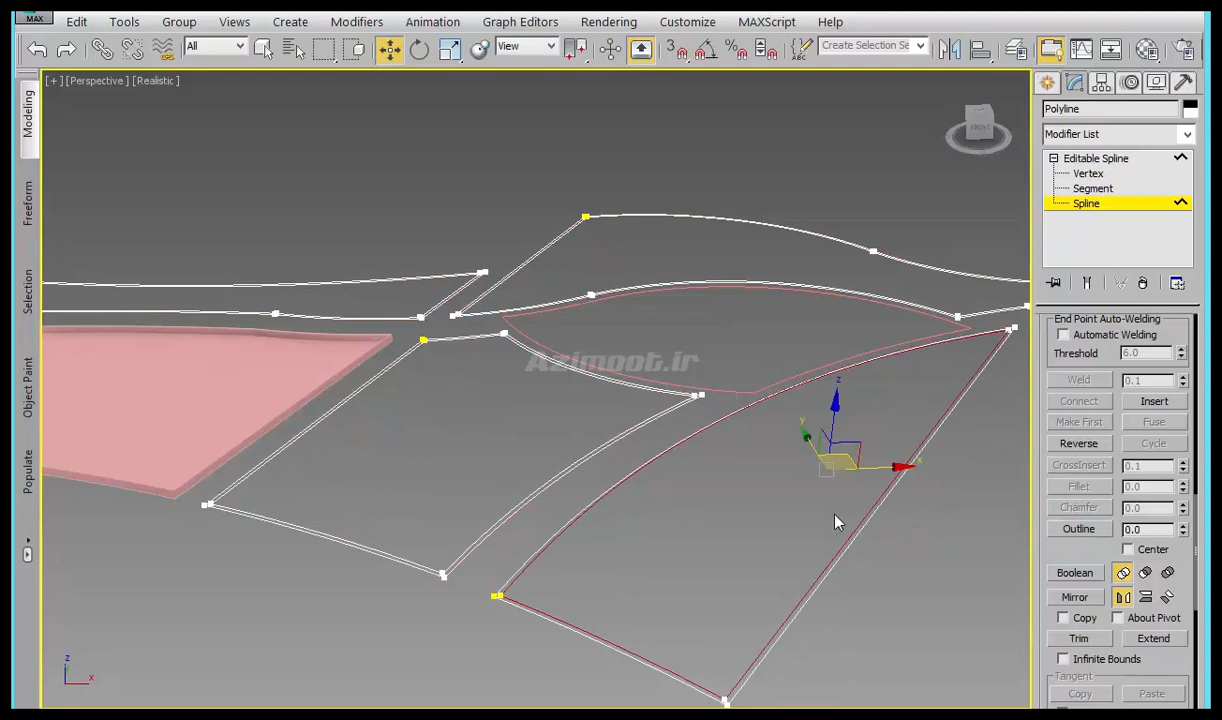 MAX
Edit Tools Group Views Create Modifiers Animation Graph Editors Rendering Customize MAXScript Help
All View 3 Create Selection Se
[+] [Perspective] [Realistic]
Modeling
Freeform
Selection
Object Paint
Populate
FRONT
Azimoot.ir
z
y
x
z
y
x
Polyline
Modifier List
Editable Spline
Vertex
Segment
Spline
End Point Auto-Welding
Automatic Welding
Threshold 6.0
Weld 0.1
Connect Insert
Make First Fuse
Reverse Cycle
CrossInsert 0.1
Fillet 0.0
Chamfer 0.0
Outline 0.0
Center
Boolean
Mirror
Copy About Pivot
Trim Extend
Infinite Bounds
Tangent
Copy Paste